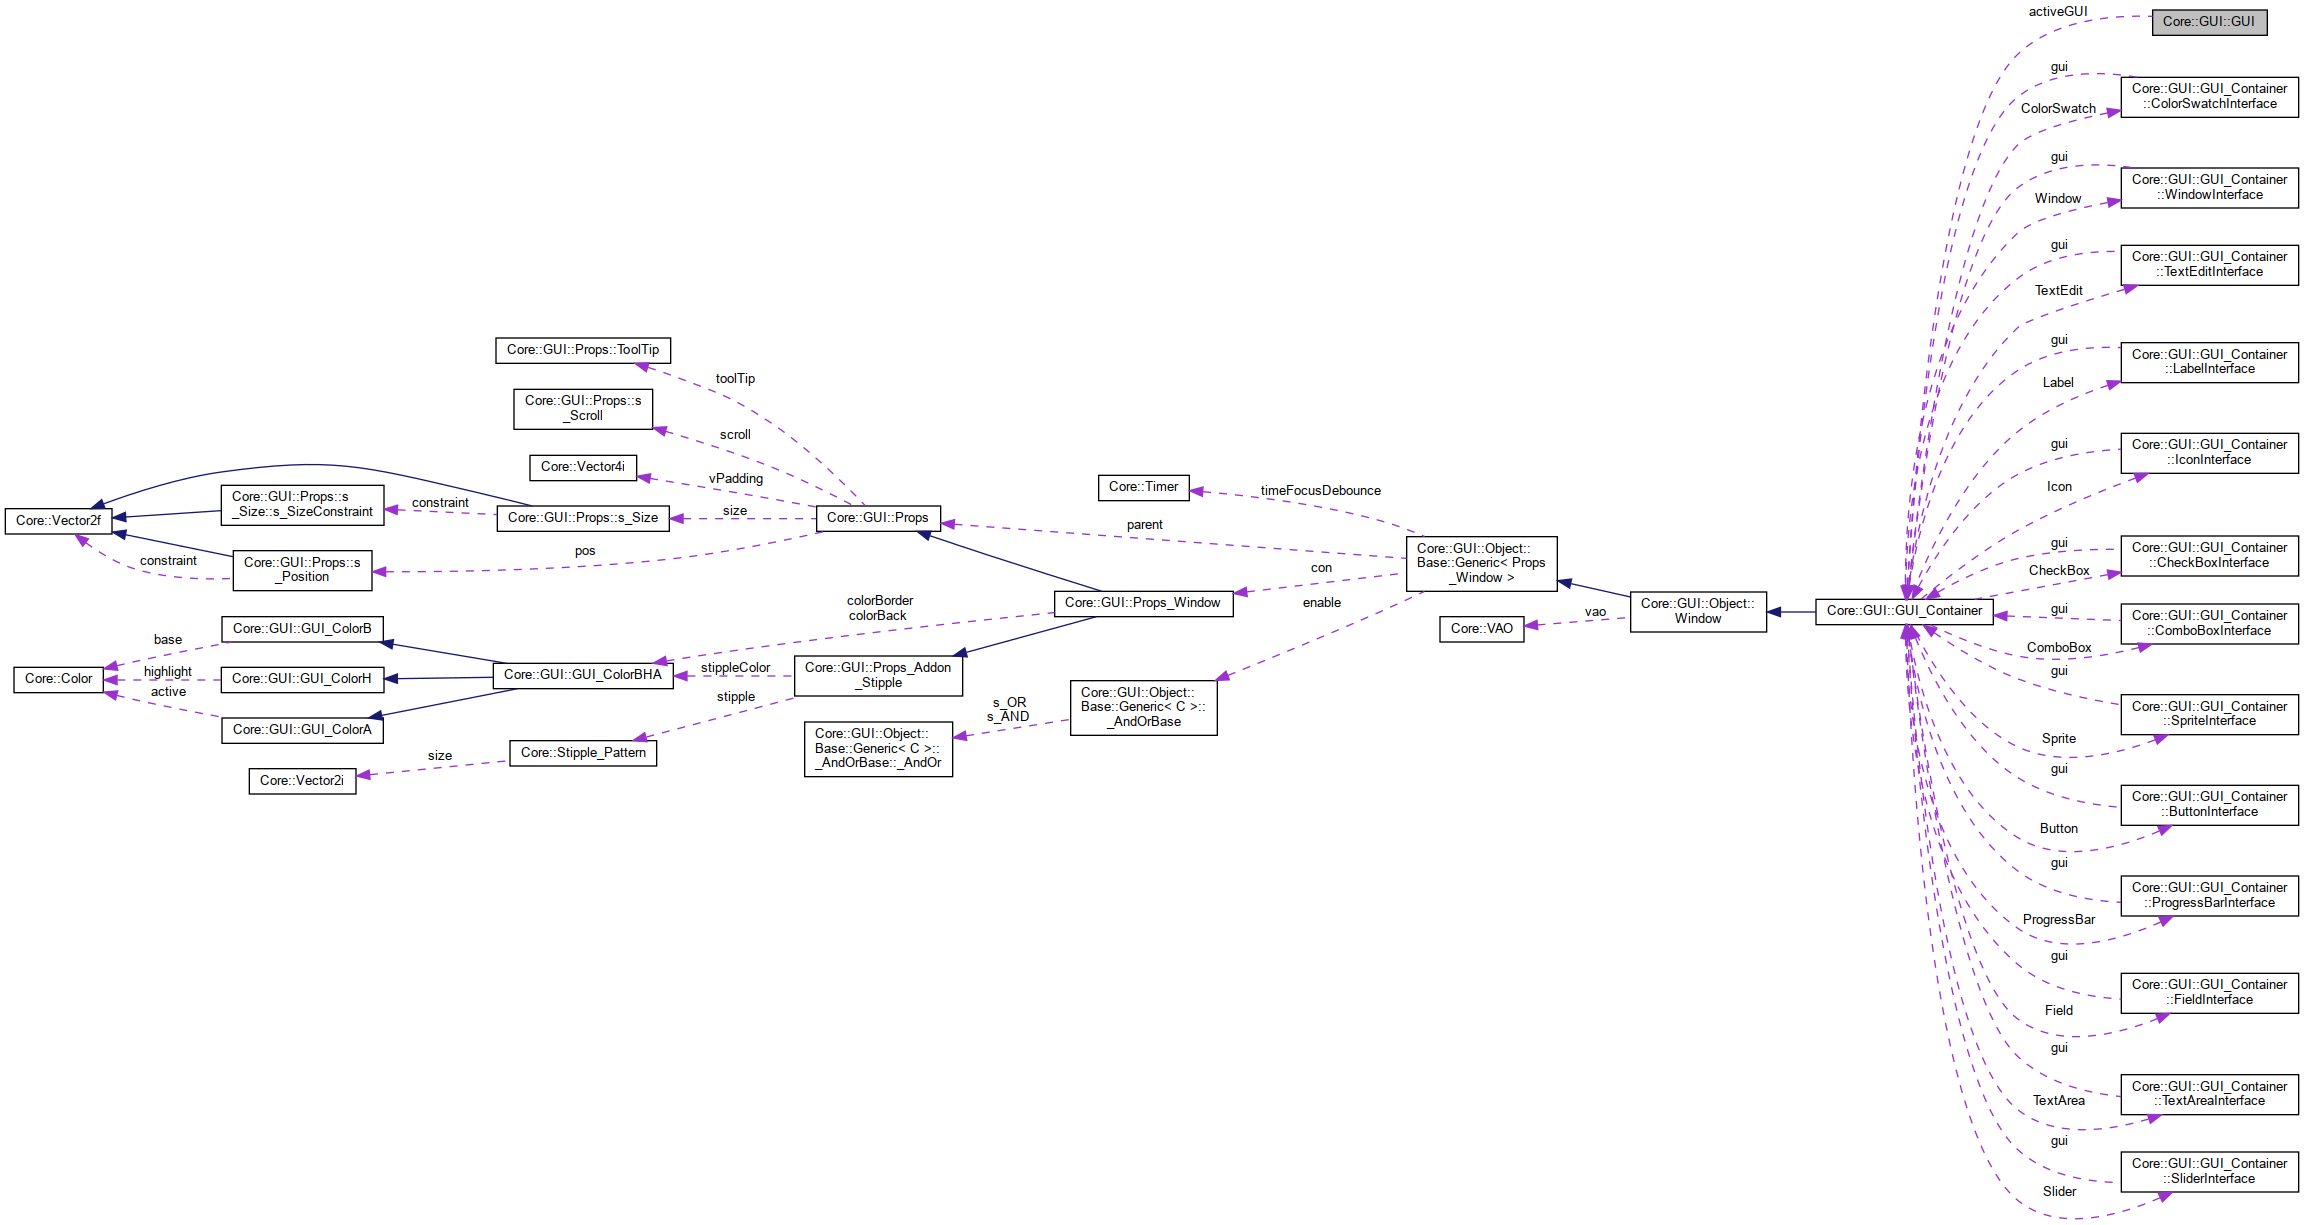 Core::Vector2f
Core::Color
Core::GUI::Props::s
_Size::s_SizeConstraint
Core::GUI::Props::s
_Position
constraint
Core::GUI::GUI_ColorB
Core::GUI::GUI_ColorH
Core::GUI::GUI_ColorA
base
highlight
active
Core::Vector2i
Core::GUI::Props::ToolTip
Core::GUI::Props::s
_Scroll
Core::Vector4i
constraint
Core::GUI::Props::s_Size
Core::GUI::GUI_ColorBHA
size
Core::Stipple_Pattern
toolTip
scroll
vPadding
size
pos
Core::GUI::Props
colorBorder
colorBack
stippleColor
stipple
Core::GUI::Props_Addon
_Stipple
Core::GUI::Object::
Base::Generic< C >::
_AndOrBase::_AndOr
s_OR
s_AND
Core::Timer
Core::GUI::Props_Window
Core::GUI::Object::
Base::Generic< C >::
_AndOrBase
timeFocusDebounce
parent
con
enable
Core::GUI::Object::
Base::Generic< Props
_Window >
Core::VAO
vao
Core::GUI::Object::
Window
Core::GUI::GUI_Container
activeGUI
Core::GUI::GUI
gui
Core::GUI::GUI_Container
::ColorSwatchInterface
ColorSwatch
gui
Core::GUI::GUI_Container
::WindowInterface
Window
gui
Core::GUI::GUI_Container
::TextEditInterface
TextEdit
gui
Core::GUI::GUI_Container
::LabelInterface
Label
gui
Core::GUI::GUI_Container
::IconInterface
Icon
gui
Core::GUI::GUI_Container
::CheckBoxInterface
CheckBox
gui
Core::GUI::GUI_Container
::ComboBoxInterface
ComboBox
gui
Core::GUI::GUI_Container
::SpriteInterface
Sprite
gui
Core::GUI::GUI_Container
::ButtonInterface
Button
gui
Core::GUI::GUI_Container
::ProgressBarInterface
ProgressBar
gui
Core::GUI::GUI_Container
::FieldInterface
Field
gui
Core::GUI::GUI_Container
::TextAreaInterface
TextArea
gui
Core::GUI::GUI_Container
::SliderInterface
Slider